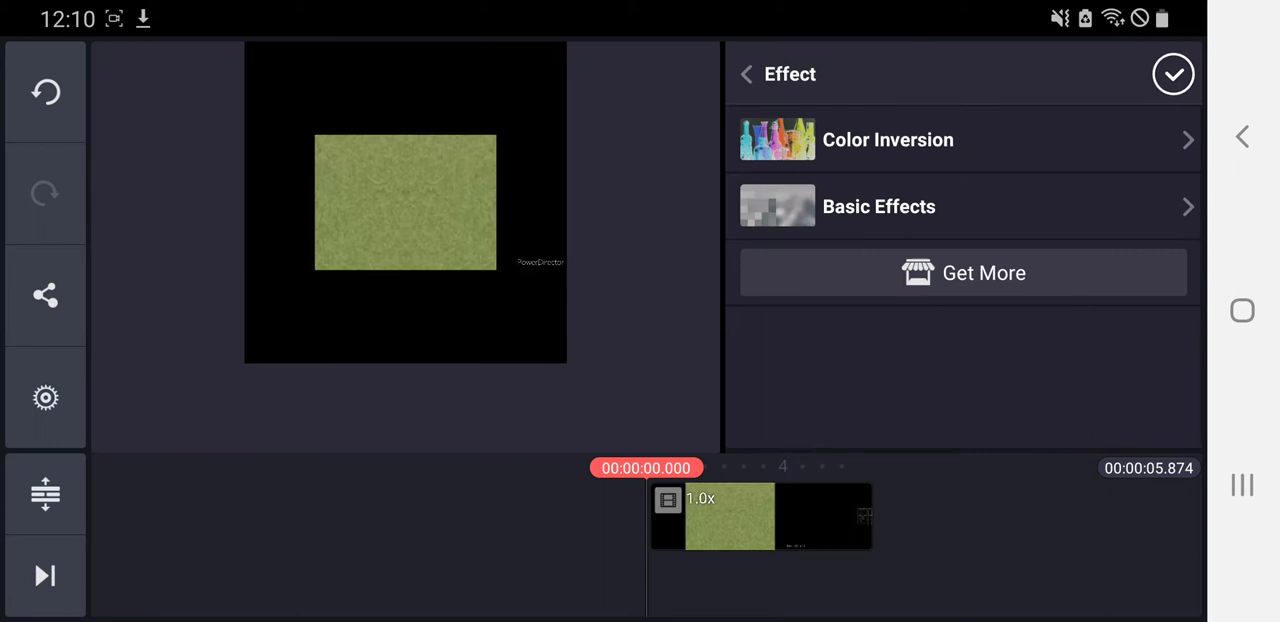 12:10
Effect
Color Inversion
Basic Effects
Get More
PowerDirector
00:00:00.000
4
00:00:05.874
1.0x